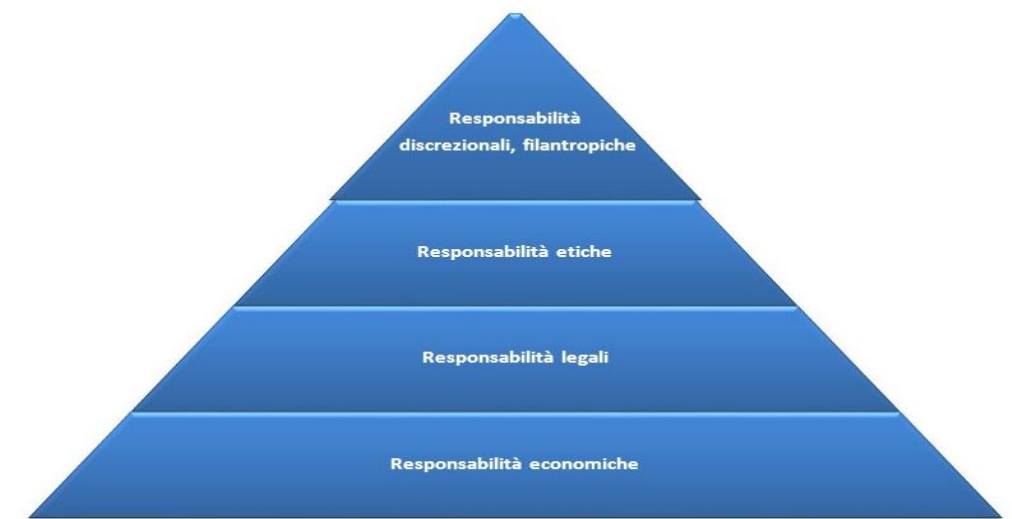 Responsabilità
discrezionali, filantropiche
Responsabilità etiche
Responsabilità legali
Responsabilità economiche